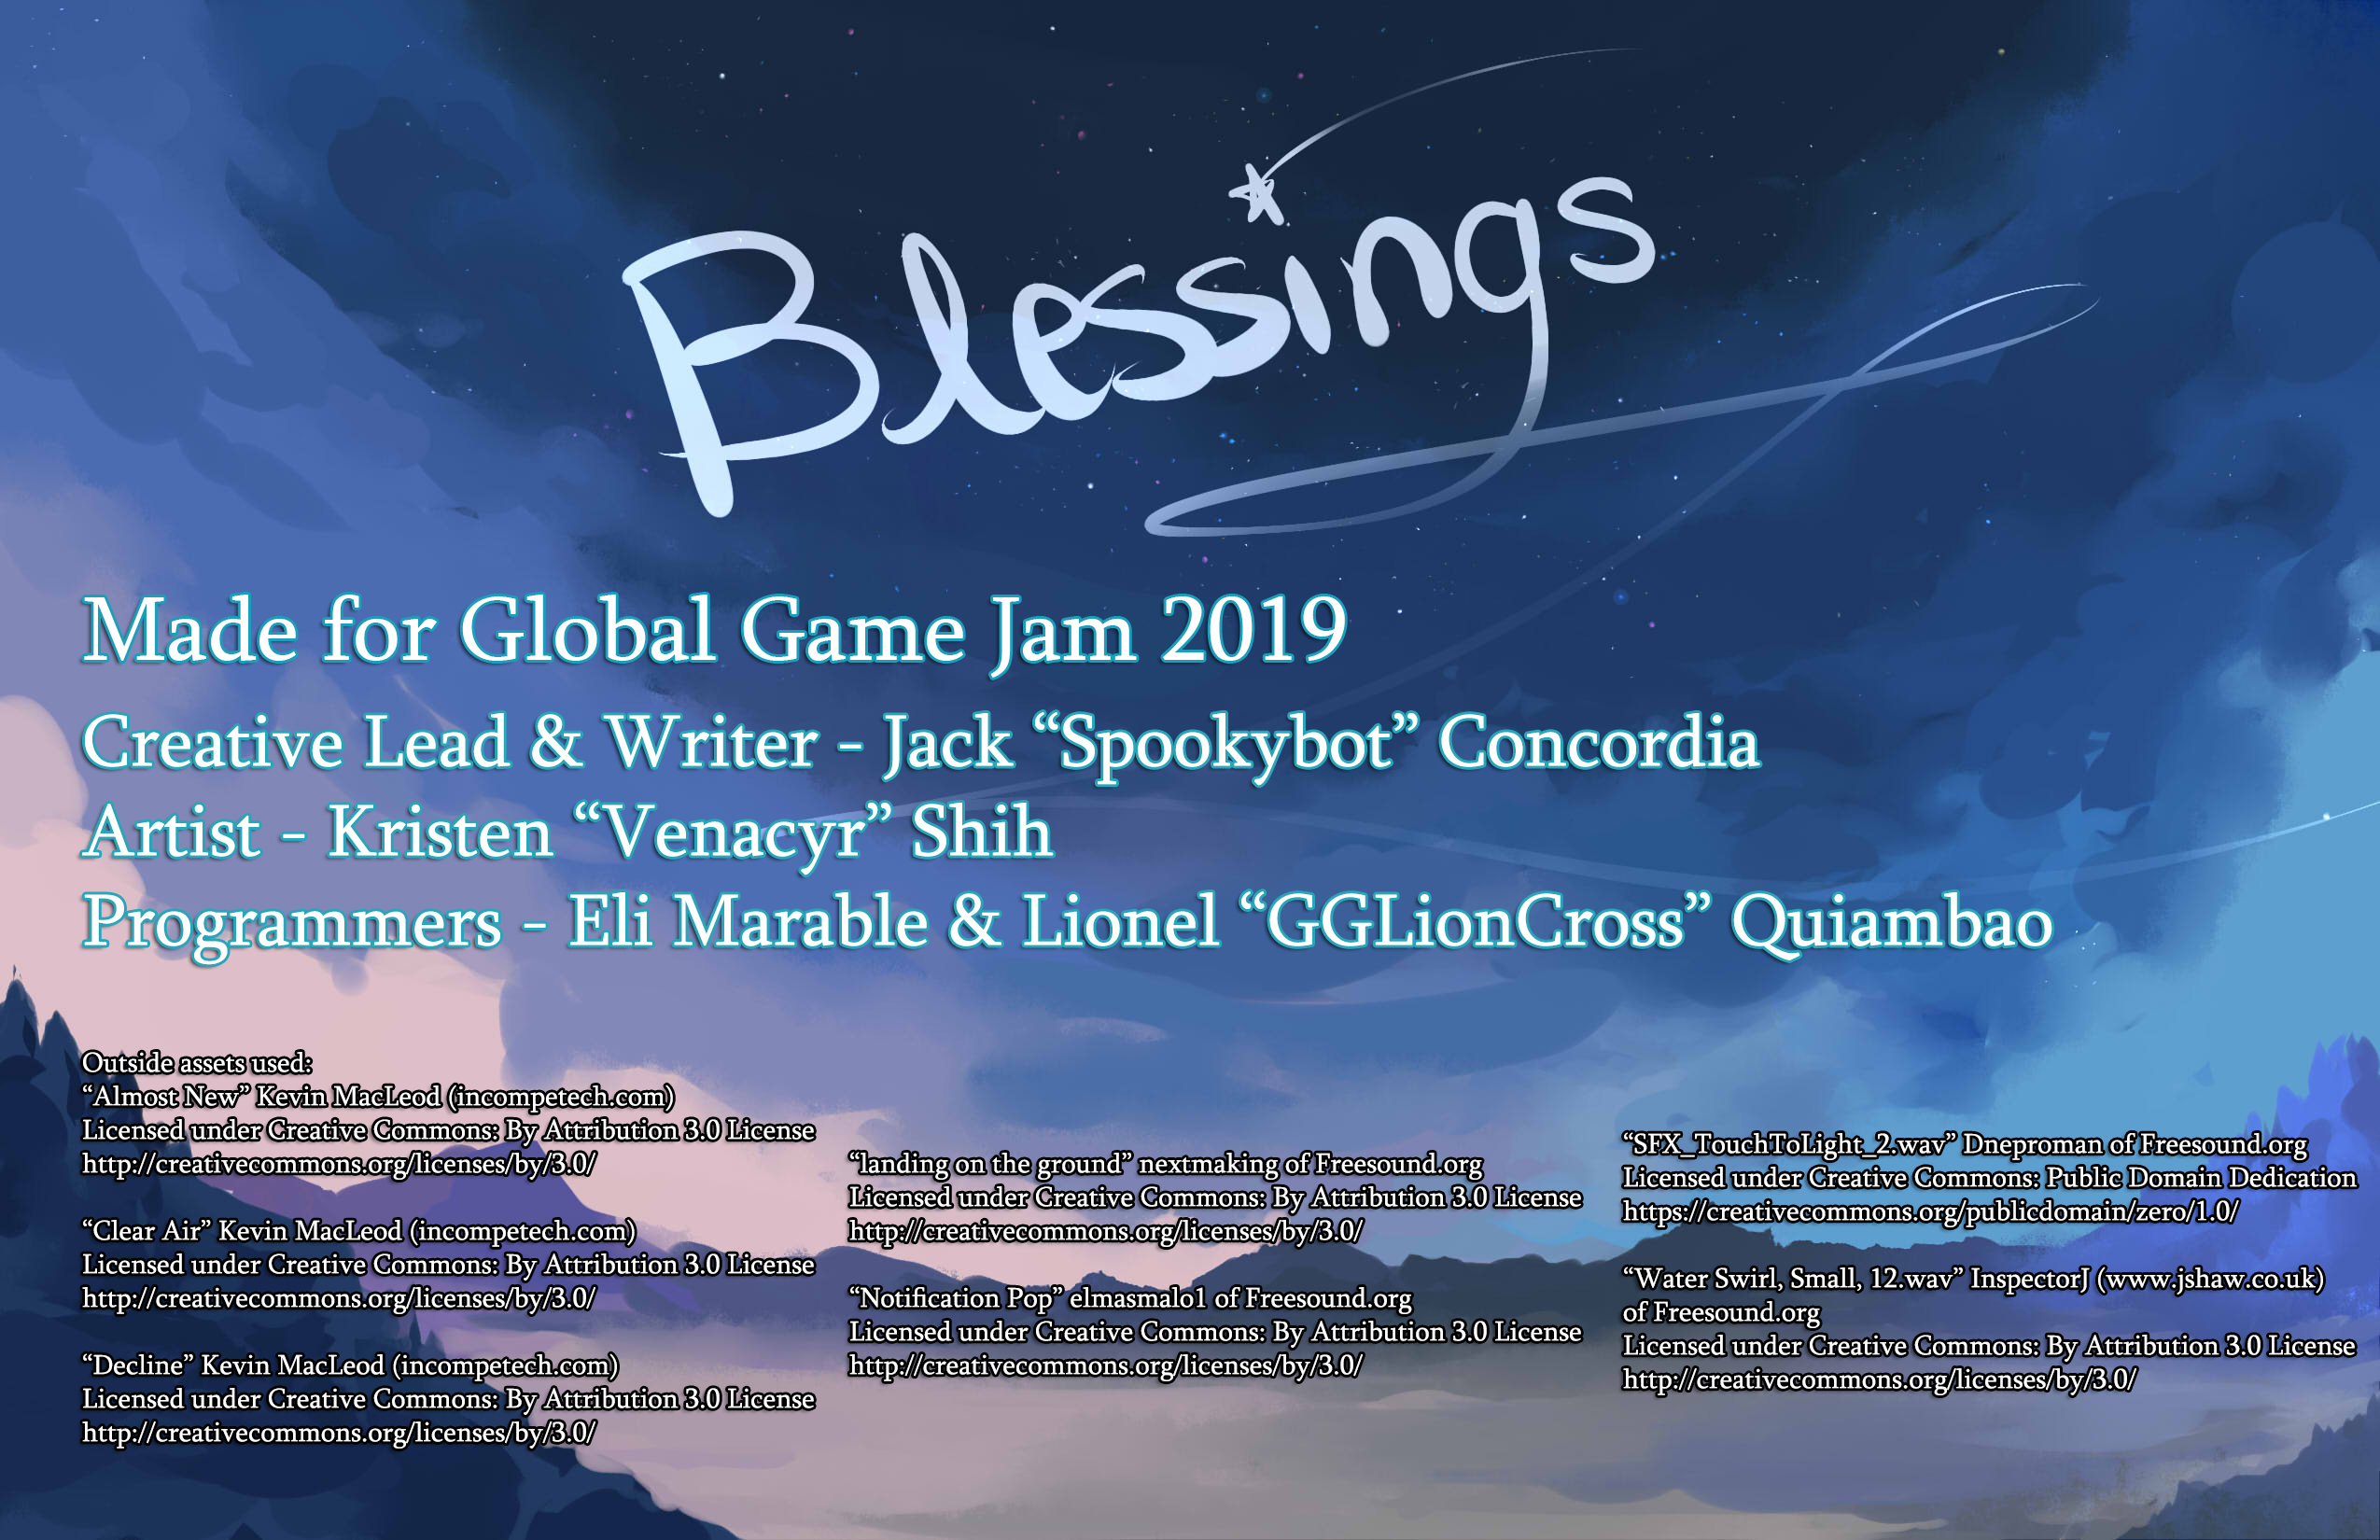 Blessings
Made for Global Game Jam 2019
Creative Lead & Writer - Jack “Spookybot” Concordia
Artist - Kristen “Venacyr” Shih
Programmers - Eli Marable & Lionel “GGLionCross” Quiambao
Outside assets used:
“Almost New” Kevin MacLeod (incompetech.com)
Licensed under Creative Commons: By Attribution 3.0 License
http://creativecommons.org/licenses/by/3.0/
“Clear Air” Kevin MacLeod (incompetech.com)
Licensed under Creative Commons: By Attribution 3.0 License
http://creativecommons.org/licenses/by/3.0/
“Decline” Kevin MacLeod (incompetech.com)
Licensed under Creative Commons: By Attribution 3.0 License
http://creativecommons.org/licenses/by/3.0/
“landing on the ground” nextmaking of Freesound.org
Licensed under Creative Commons: By Attribution 3.0 License
http://creativecommons.org/licenses/by/3.0/
“Notification Pop” elmasmalo1 of Freesound.org
Licensed under Creative Commons: By Attribution 3.0 License
http://creativecommons.org/licenses/by/3.0/
“SFX_TouchToLight_2.wav” Dneproman of Freesound.org
Licensed under Creative Commons: Public Domain Dedication
https://creativecommons.org/publicdomain/zero/1.0/
“Water Swirl, Small, 12.wav” InspectorJ (www.jshaw.co.uk)
of Freesound.org
Licensed under Creative Commons: By Attribution 3.0 License
http://creativecommons.org/licenses/by/3.0/